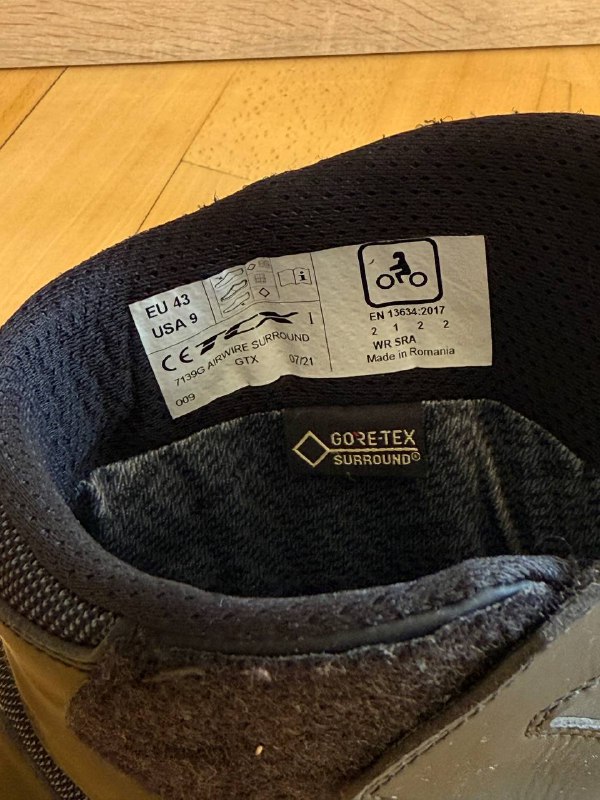 EU 43
USA 9
i
CE TCX I
7139G AIRWIRE SURROUND
GTX 07/21
009
EN 13634:2017
2 1 2 2
WR SRA
Made in Romania
GORE-TEX
SURROUND®